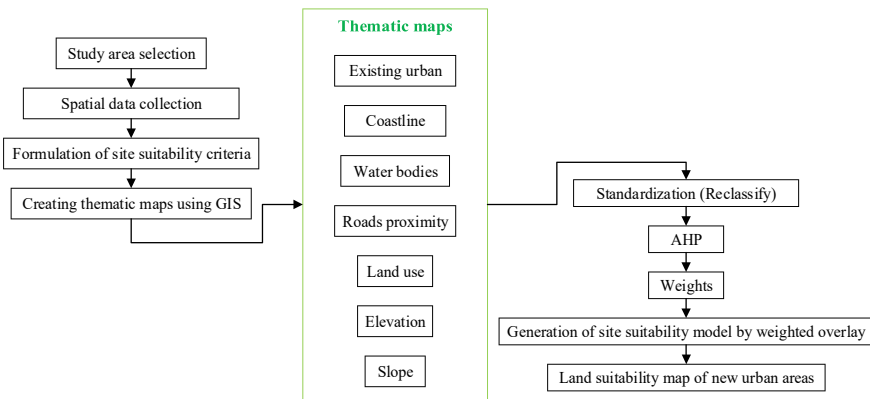 Study area selection
Spatial data collection
Formulation of site suitability criteria
Creating thematic maps using GIS
Thematic maps
Existing urban
Coastline
Water bodies
Roads proximity
Land use
Elevation
Slope
Standardization (Reclassify)
AHP
Weights
Generation of site suitability model by weighted overlay
Land suitability map of new urban areas